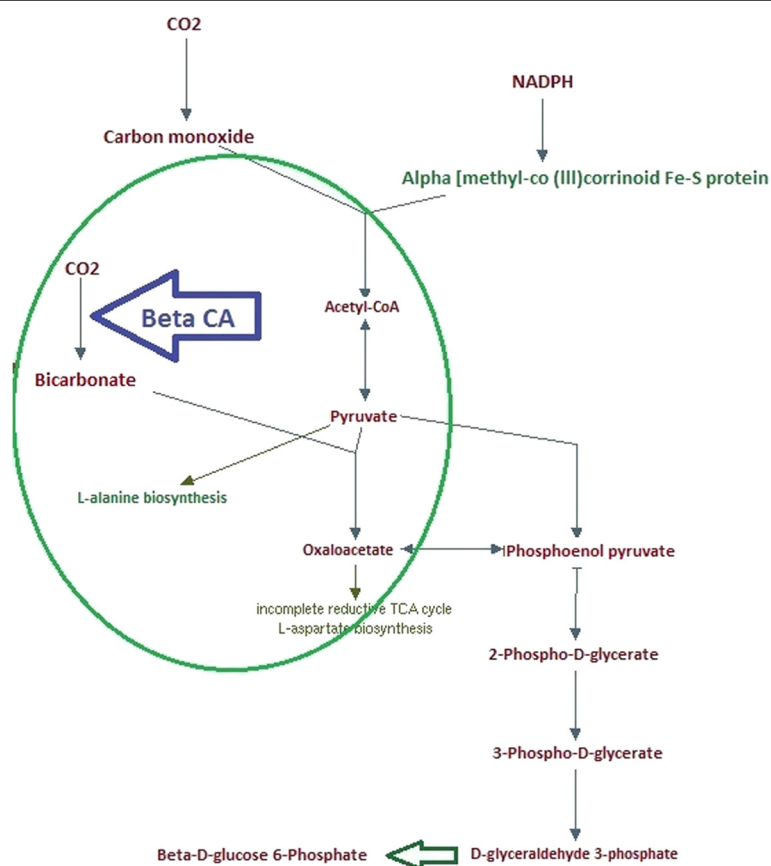 CO2
NADPH
Carbon monoxide
Alpha [methyl-co (III)corrinoid Fe-S protein
CO2
Beta CA
Acetyl-CoA
Bicarbonate
Pyruvate
L-alanine biosynthesis
Oxaloacetate
Phosphoenol pyruvate
incomplete reductive TCA cycle
L-aspartate biosynthesis
2-Phospho-D-glycerate
3-Phospho-D-glycerate
Beta-D-glucose 6-Phosphate
D-glyceraldehyde 3-phosphate